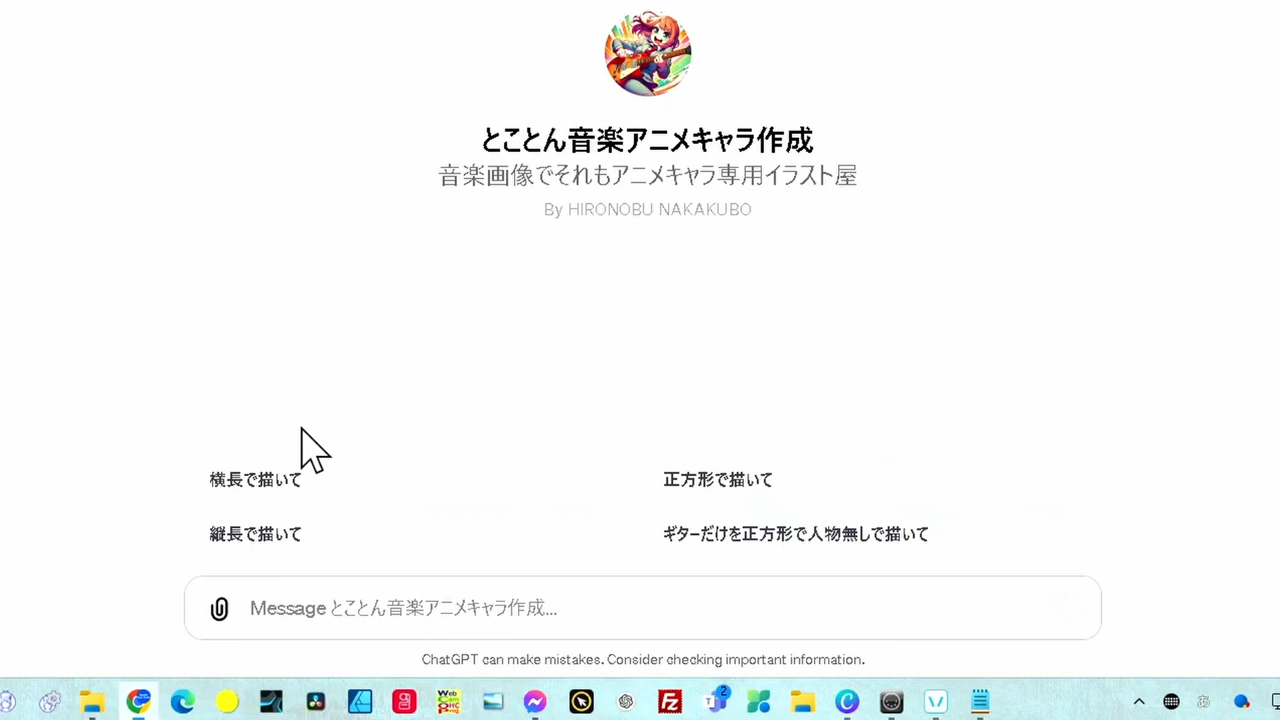 とことん音楽アニメキャラ作成
音楽画像でそれもアニメキャラ専用イラスト屋
By HIRONOBU NAKAKUBO
横長で描いて
正方形で描いて
縦長で描いて
ギターだけを正方形で人物無しで描いて
Message とことん音楽アニメキャラ作成...
ChatGPT can make mistakes. Consider checking important information.
2